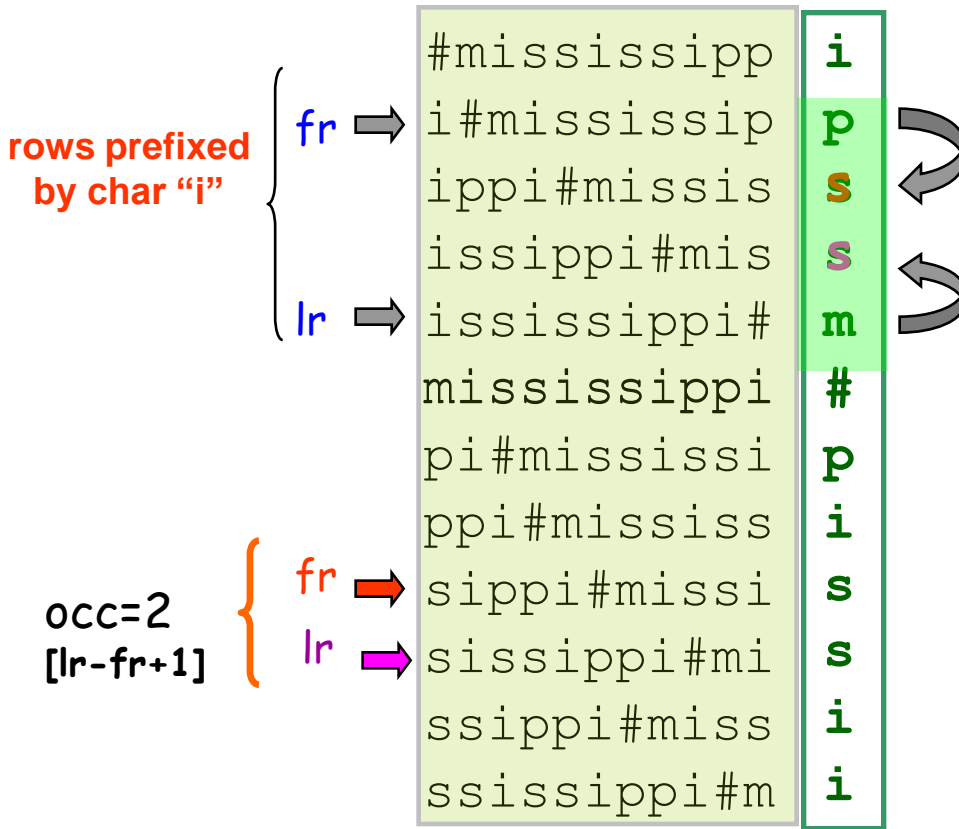 #mississipp i
rows prefixed
by char “i”
fr i#mississip p
ippi#missis s
issippi#mis s
lr ississippi# m
mississippi #
pi#mississi p
ppi#mississ i
occ=2
[lr-fr+1]
fr sippi#missi s
lr sissippi#mi s
ssippi#miss i
ssissippi#m i